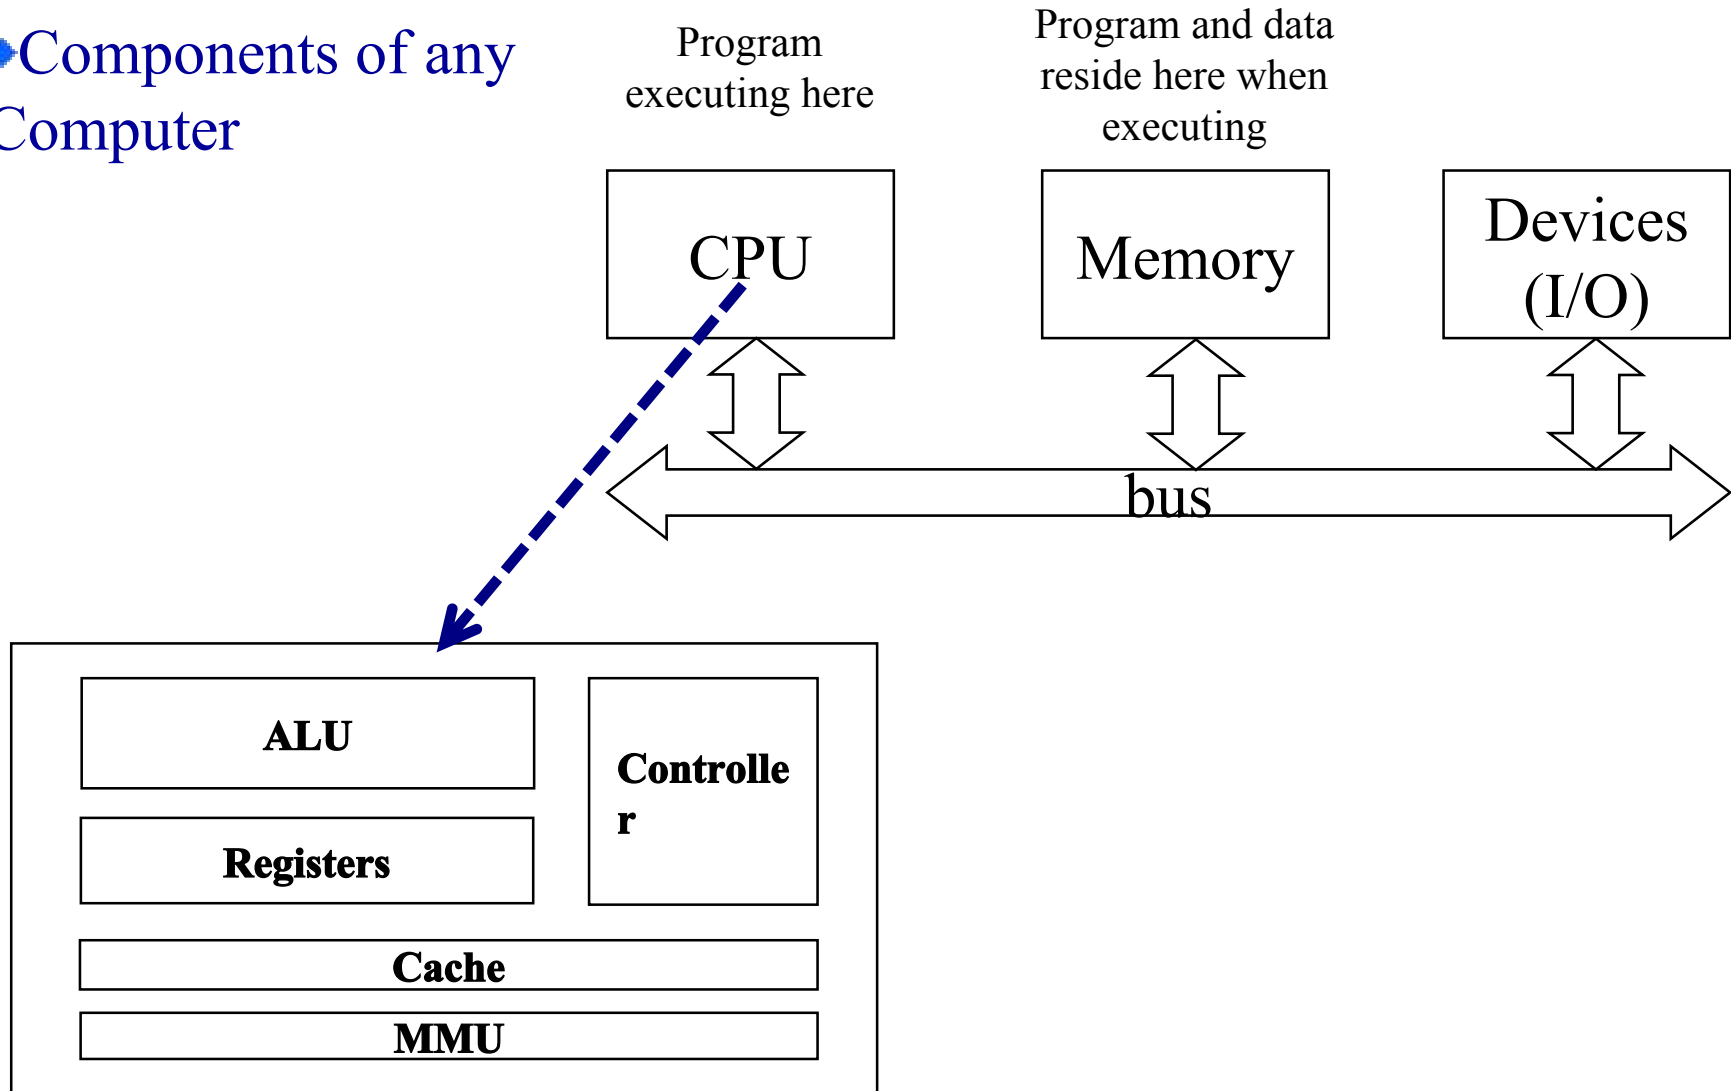 Components of any
Computer
Program
executing here
Program and data
reside here when
executing
CPU
Memory
Devices
(I/O)
bus
ALU
Controlle
r
Registers
Cache
MMU